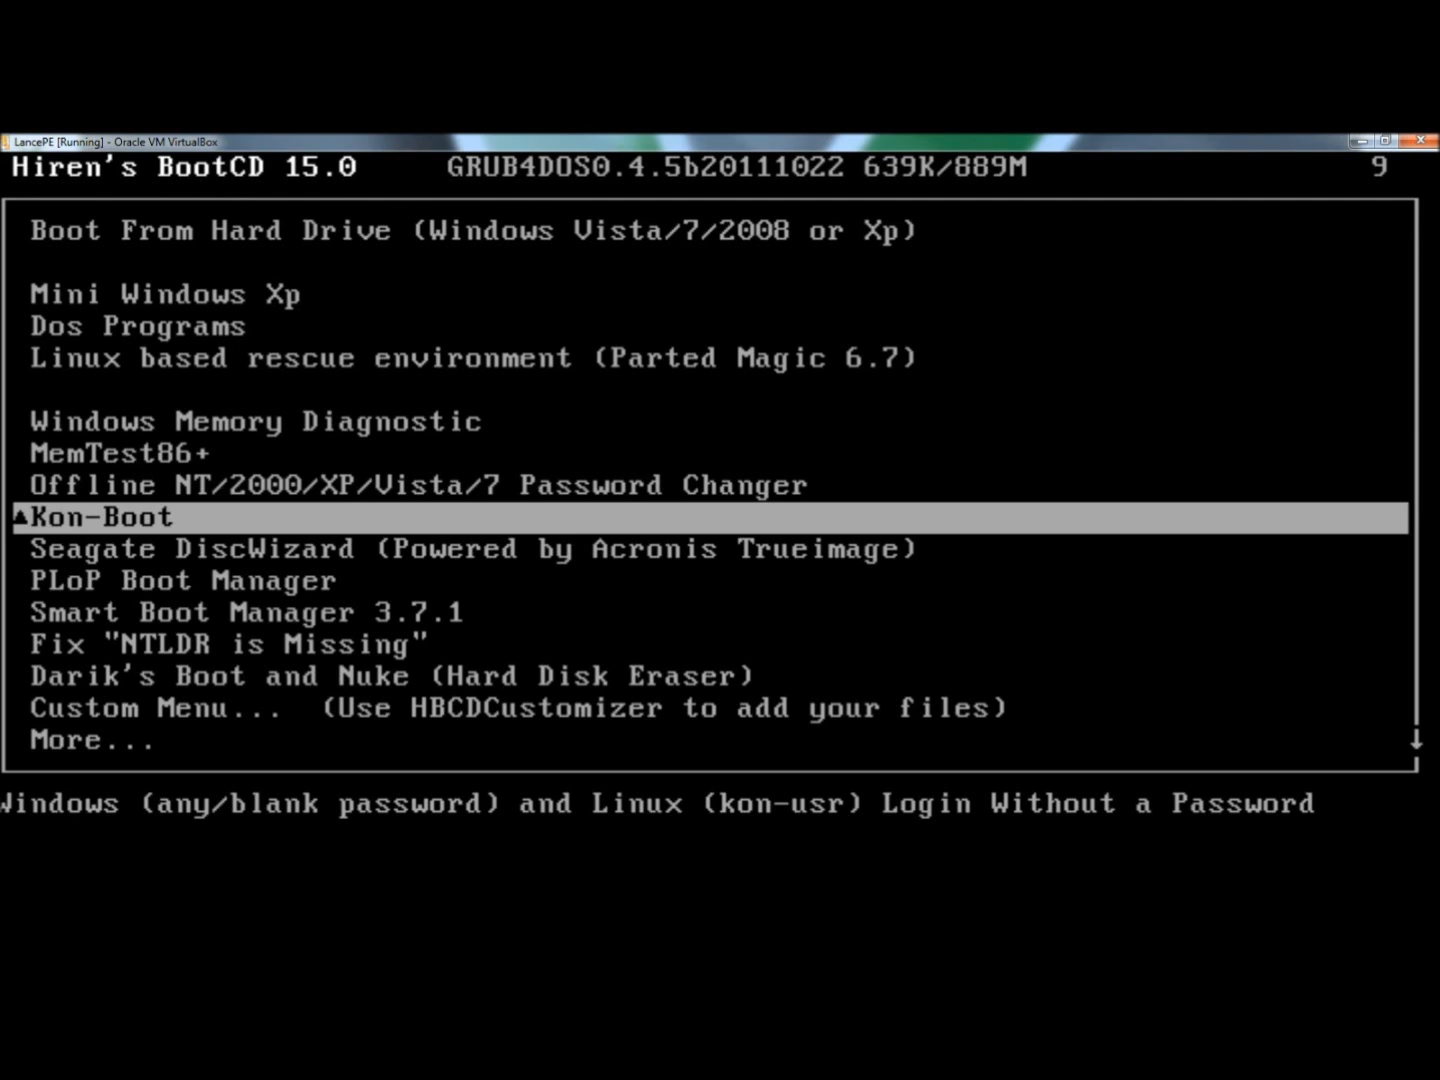 LancePE [Running] - Oracle VM VirtualBox
Hiren's BootCD 15.0 GRUB4DOS0.4.5b20111022 639K/889M 9
Boot From Hard Drive (Windows Vista/7/2008 or Xp)
Mini Windows Xp
Dos Programs
Linux based rescue environment (Parted Magic 6.7)
Windows Memory Diagnostic
MemTest86+
Offline NT/2000/XP/Vista/7 Password Changer
Kon-Boot
Seagate DiscWizard (Powered by Acronis Trueimage)
PLoP Boot Manager
Smart Boot Manager 3.7.1
Fix "NTLDR is Missing"
Darik's Boot and Nuke (Hard Disk Eraser)
Custom Menu... (Use HBCDCustomizer to add your files)
More...
Windows (any/blank password) and Linux (kon-usr) Login Without a Password